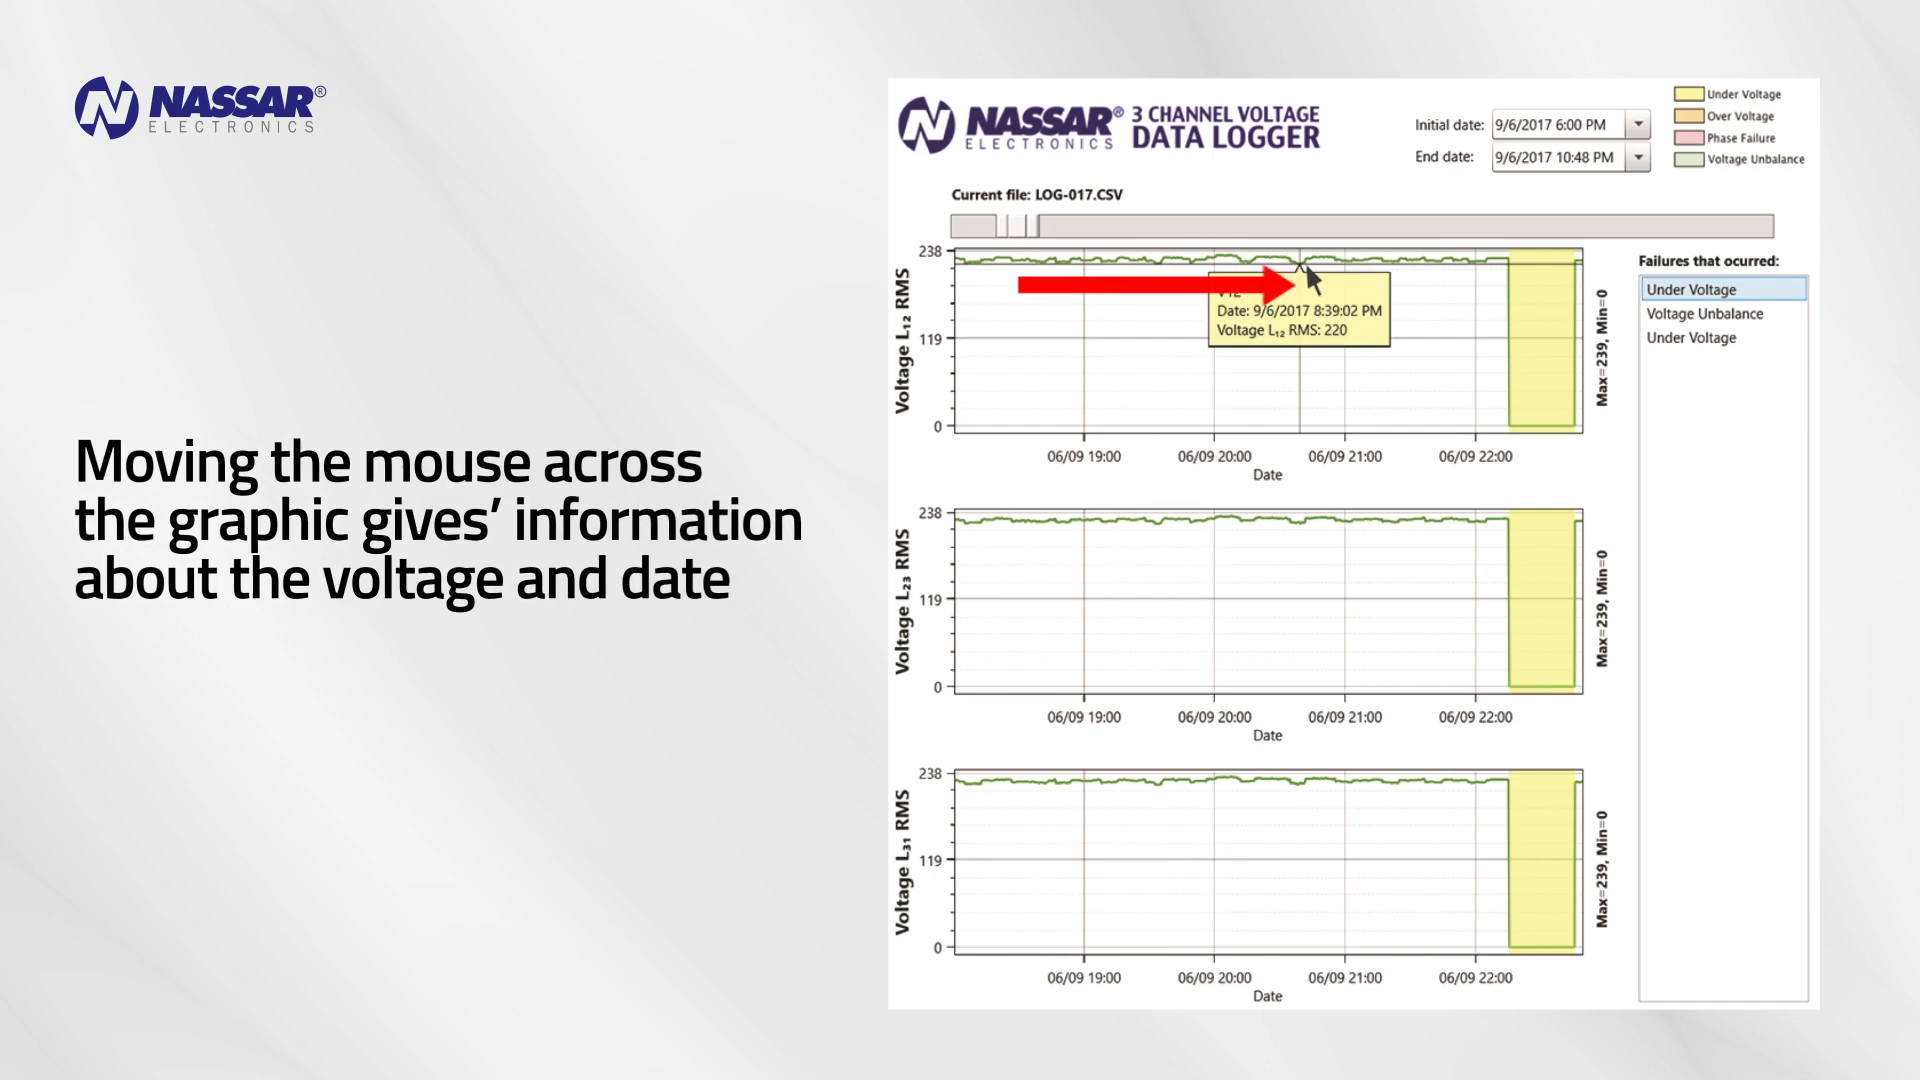 NASSAR®
ELECTRONICS
Moving the mouse across
the graphic gives’ information
about the voltage and date
NASSAR®
ELECTRONICS
3 CHANNEL VOLTAGE
DATA LOGGER
Initial date: 9/6/2017 6:00 PM
End date: 9/6/2017 10:48 PM
Under Voltage
Over Voltage
Phase Failure
Voltage Unbalance
Current file: LOG-017.CSV
Voltage L₁₂ RMS
238
119
0
Date: 9/6/2017 8:39:02 PM
Voltage L₁₂ RMS: 220
06/09 19:00 06/09 20:00 06/09 21:00 06/09 22:00
Date
Max=239, Min=0
Voltage L₂₃ RMS
238
119
0
06/09 19:00 06/09 20:00 06/09 21:00 06/09 22:00
Date
Max=239, Min=0
Voltage L₃₁ RMS
238
119
0
06/09 19:00 06/09 20:00 06/09 21:00 06/09 22:00
Date
Max=239, Min=0
Failures that ocurred:
Under Voltage
Voltage Unbalance
Under Voltage